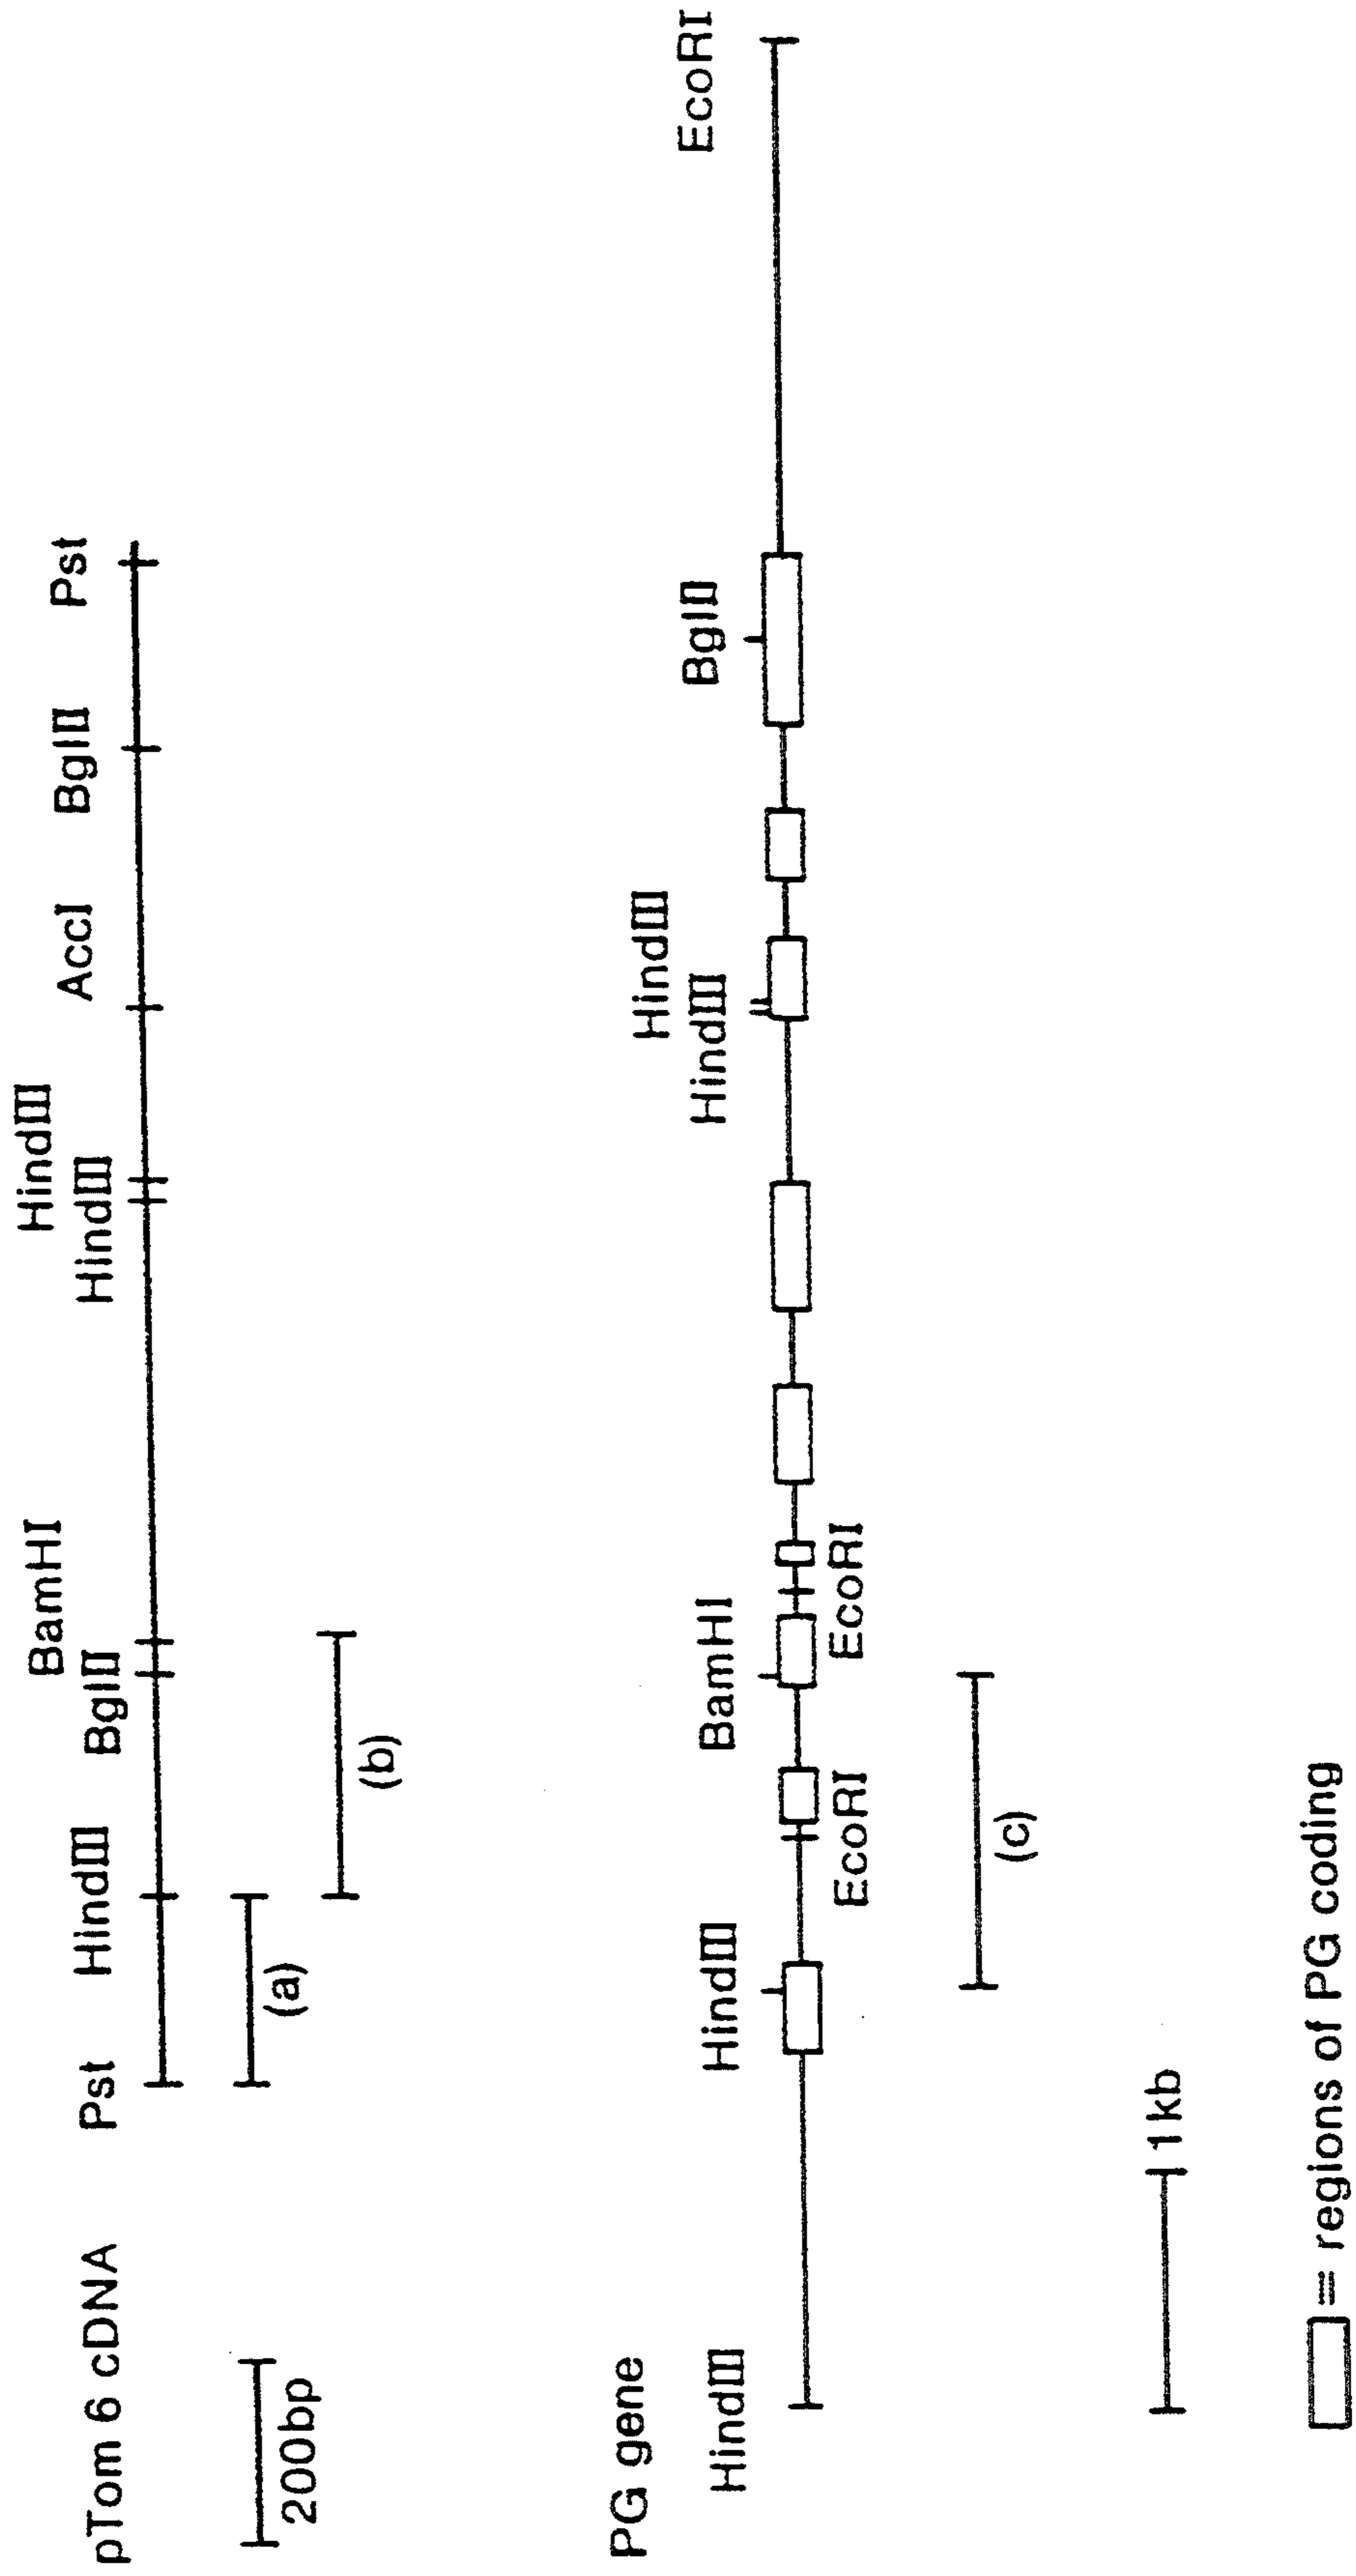 pTom 6 cDNA
Pst
HindIII
BglII
BamHI
HindIII
HindIII
AccI
BglII
Pst
200bp
(a)
(b)
PG gene
HindIII
HindIII
EcoRI
BamHI
EcoRI
HindIII
HindIII
BglII
EcoRI
(c)
1kb
= regions of PG coding